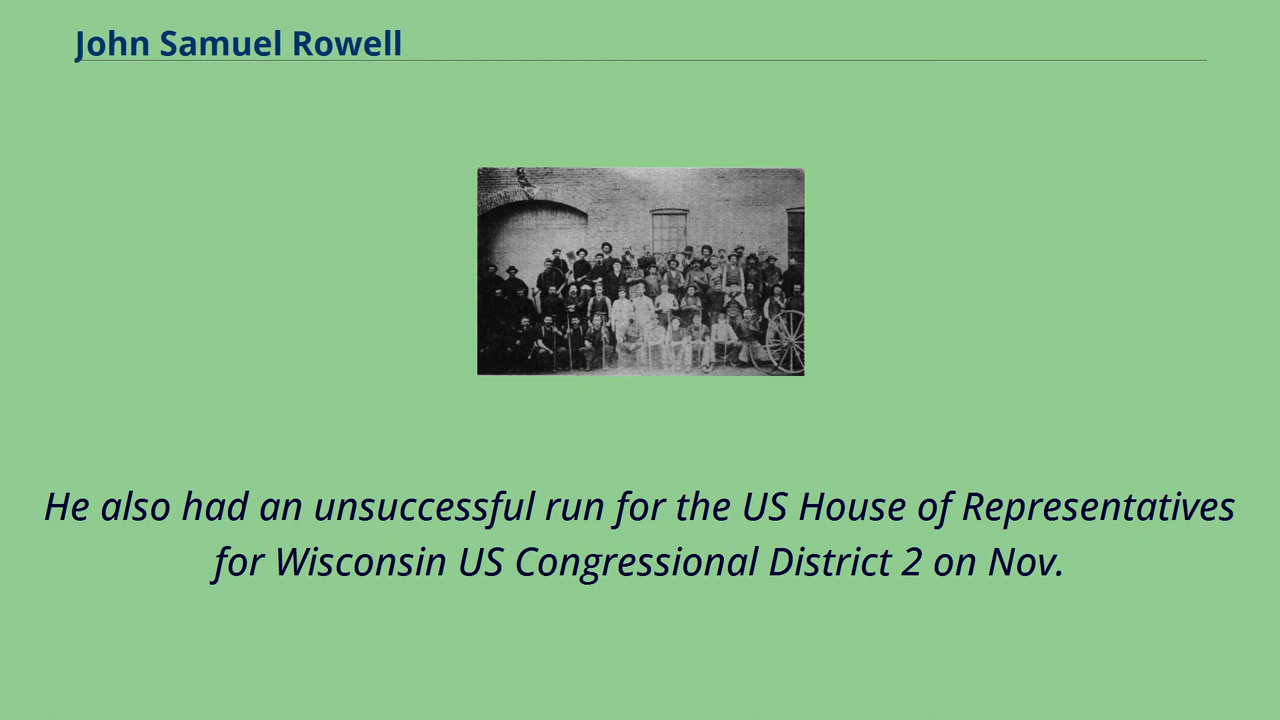 John Samuel Rowell
He also had an unsuccessful run for the US House of Representatives
for Wisconsin US Congressional District 2 on Nov.